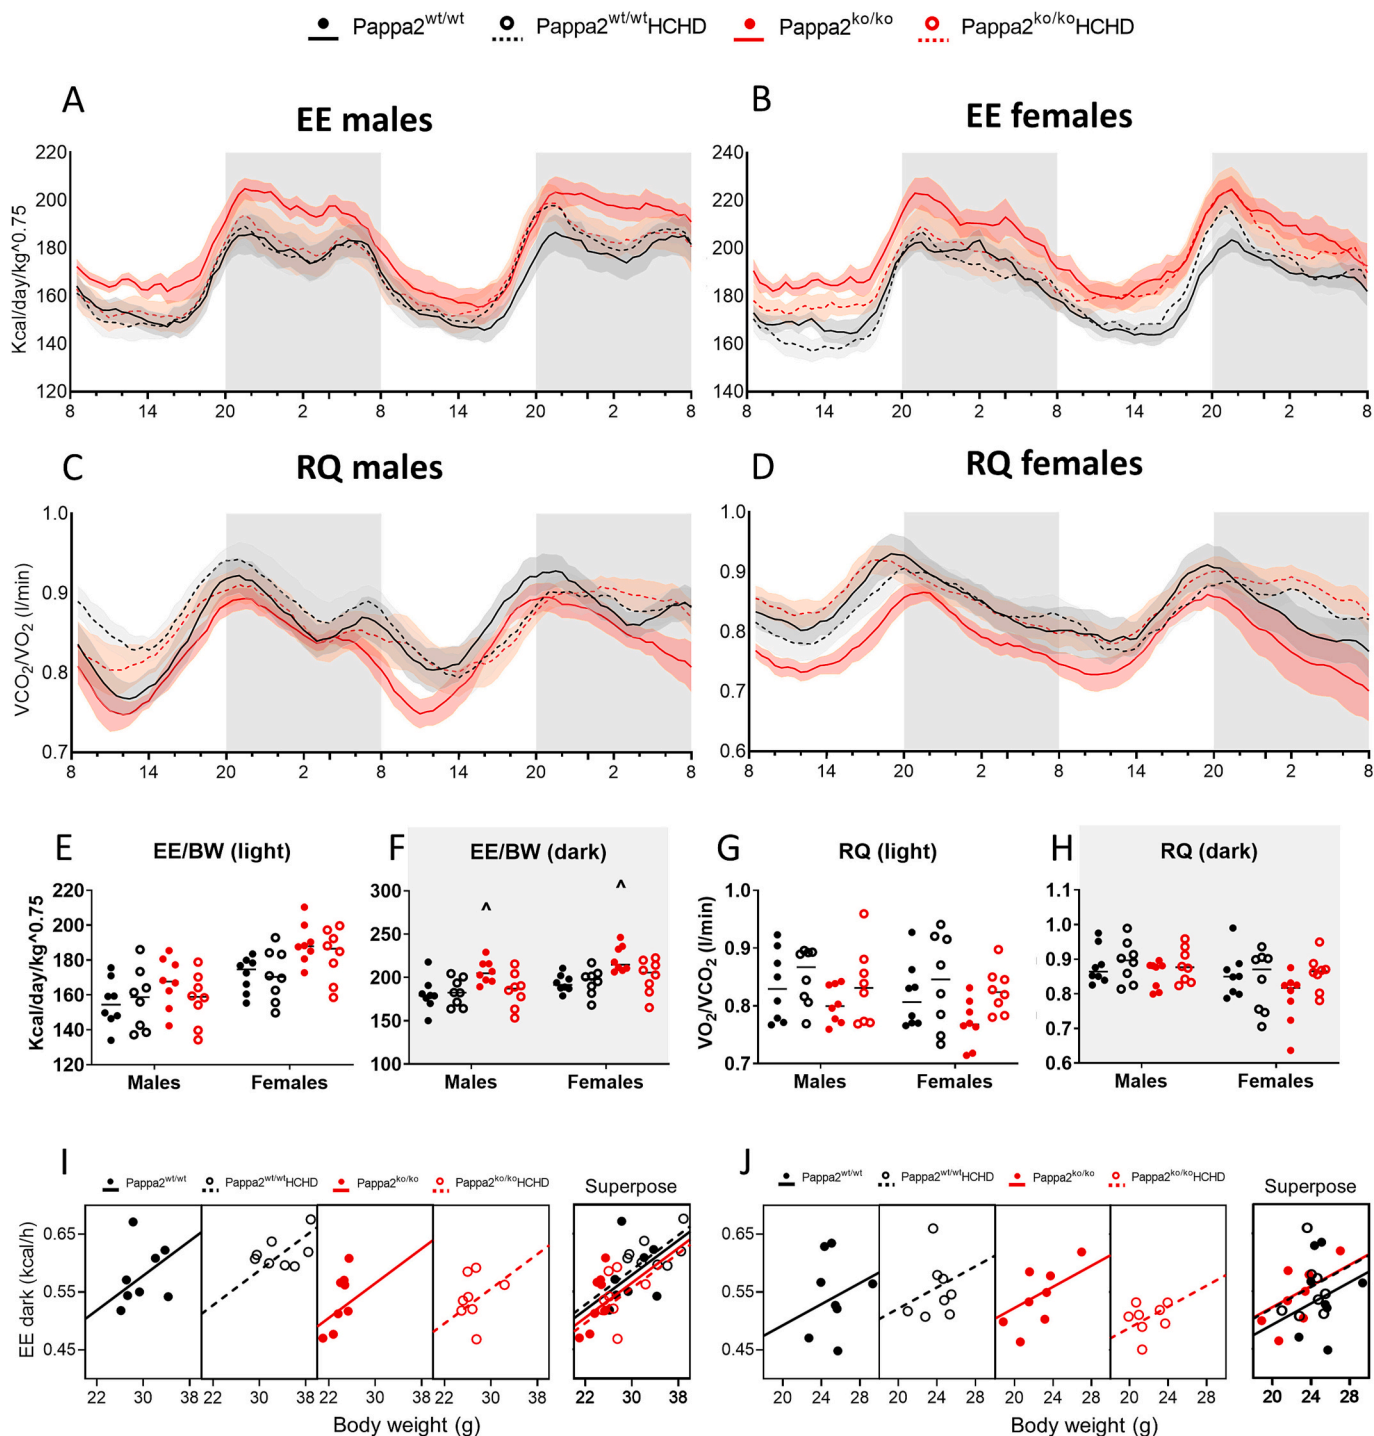 Pappa2wt/wt Pappa2wt/wtHCHD Pappa2ko/ko Pappa2ko/koHCHD
A EE males B EE females
Kcal/day/kg^0.75
220 200 180 160 140 120
8 14 20 2 8 14 20 2 8
240 220 200 180 160 140
8 14 20 2 8 14 20 2 8
C RQ males D RQ females
VCO2/VO2 (l/min)
1.0 0.9 0.8 0.7
8 14 20 2 8 14 20 2 8
1.0 0.9 0.8 0.7 0.6
8 14 20 2 8 14 20 2 8
E EE/BW (light) F EE/BW (dark) G RQ (light) H RQ (dark)
Kcal/day/kg^0.75
220 200 180 160 140 120
Males Females
300 250 200 150 100
^ ^
Males Females
VO2/VCO2 (l/min)
1.0 0.9 0.8 0.7
Males Females
1.1 1.0 0.9 0.8 0.7 0.6
Males Females
I J
Pappa2wt/wt Pappa2wt/wtHCHD Pappa2ko/ko Pappa2ko/koHCHD Superpose
EE dark (kcal/h)
0.65 0.55 0.45
22 30 38 22 30 38 22 30 38 22 30 38 22 30 38
Body weight (g)
Pappa2wt/wt Pappa2wt/wtHCHD Pappa2ko/ko Pappa2ko/koHCHD Superpose
0.65 0.55 0.45
20 24 28 20 24 28 20 24 28 20 24 28 20 24 28
Body weight (g)